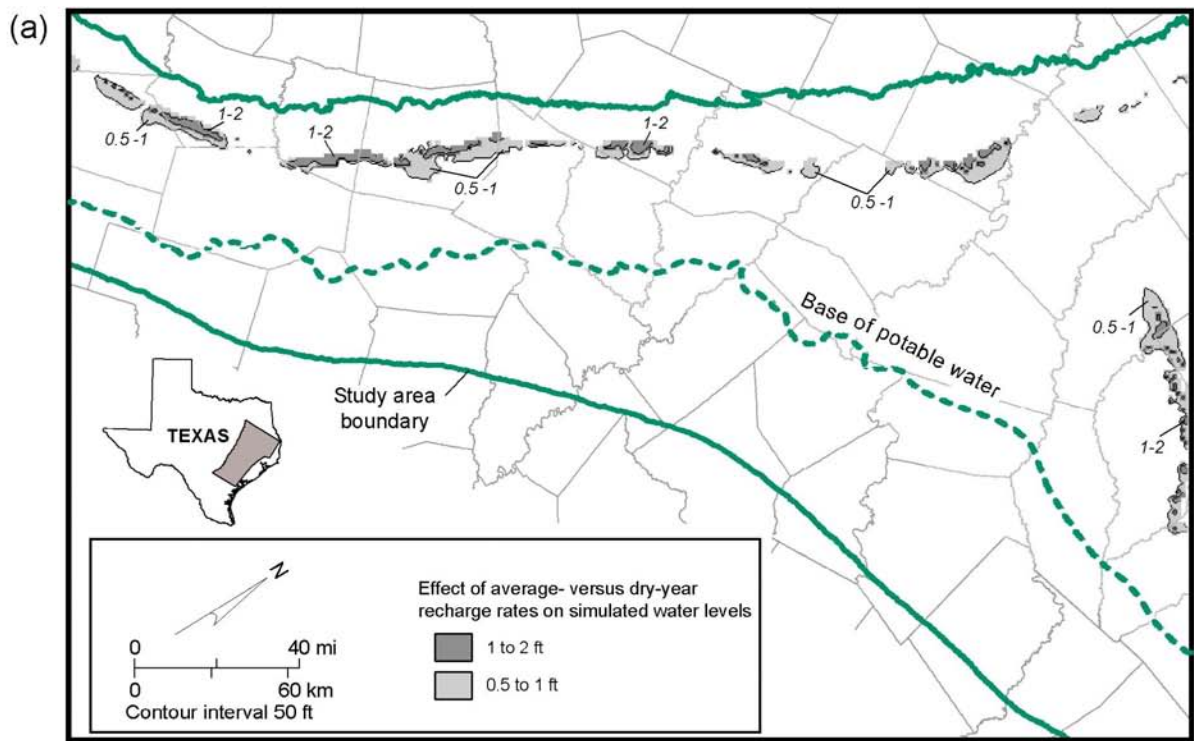 (a)
1-2
0.5 -1
1-2
0.5 -1
1-2
0.5 -1
0.5 -1
1-2
Base of potable water
Study area
boundary
TEXAS
N
0 40 mi
0 60 km
Contour interval 50 ft
Effect of average- versus dry-year
recharge rates on simulated water levels
1 to 2 ft
0.5 to 1 ft